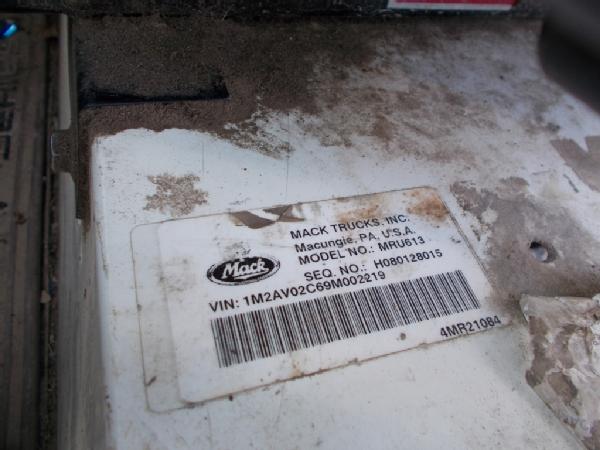 MACK TRUCKS, INC.
Macungie, PA, U.S.A.
MODEL NO.: MRU613
SEQ. NO.: H080128015
Mack
VIN: 1M2AV02C69M002219
4MR21084